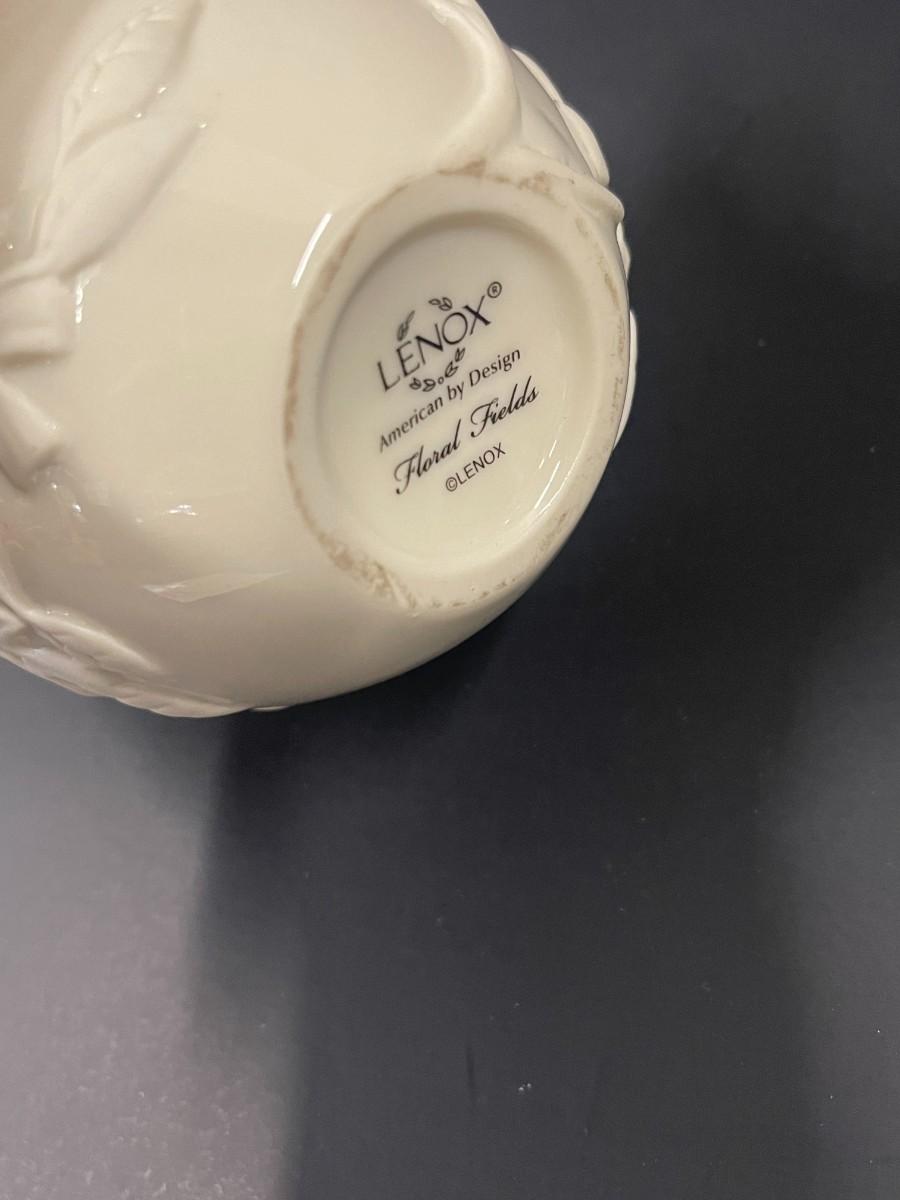 LENOX®
American by Design
Floral Fields
©LENOX